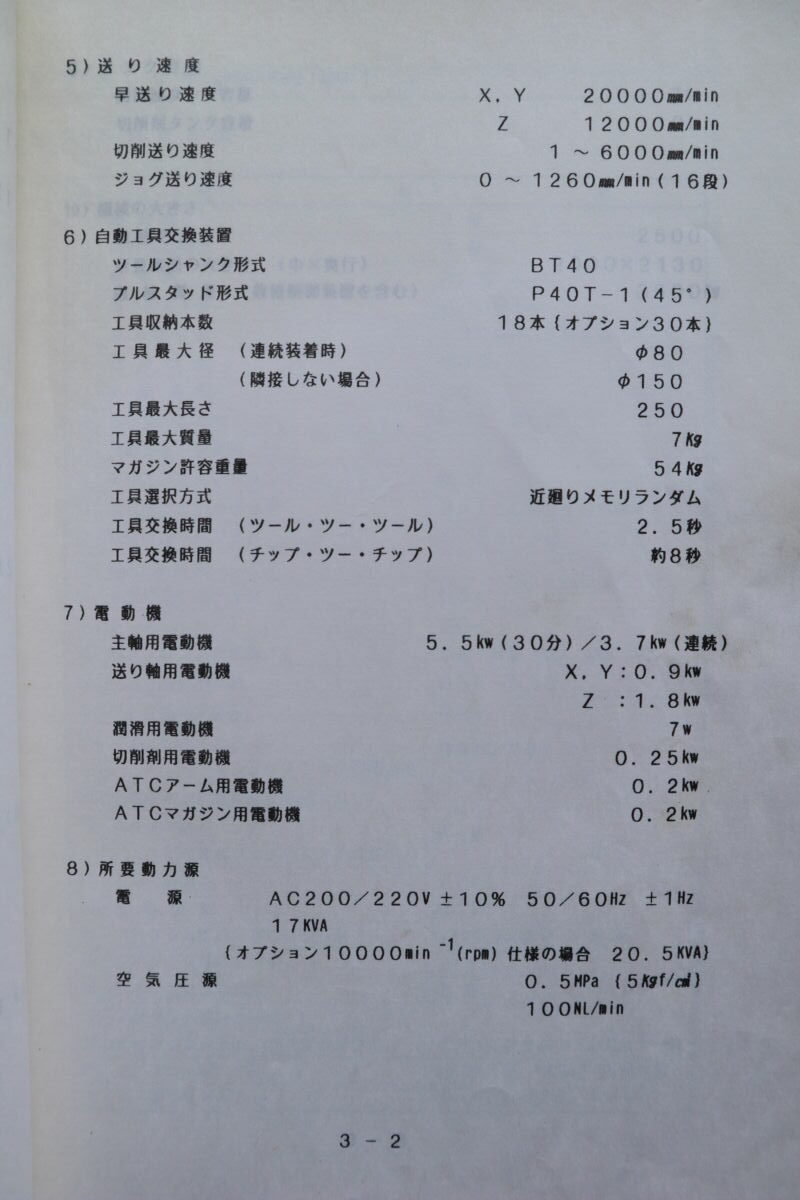 5)送り速度
早送り速度 X,Y 20000㎜/min
Z 12000㎜/min
切削送り速度 1 ～ 6000㎜/min
ジョグ送り速度 0 ～ 1260㎜/min(16段)
6)自動工具交換装置
ツールシャンク形式 BT40
プルスタッド形式 P40T-1(45°)
工具収納本数 18本{オプション30本}
工具最大径 (連続装着時) φ80
(隣接しない場合) φ150
工具最大長さ 250
工具最大質量 7Kg
マガジン許容重量 54Kg
工具選択方式 近廻りメモリランダム
工具交換時間 (ツール・ツー・ツール) 2.5秒
工具交換時間 (チップ・ツー・チップ) 約8秒
7)電動機
主軸用電動機 5.5kw(30分)/3.7kw(連続)
送り軸用電動機 X,Y:0.9kw
Z :1.8kw
潤滑用電動機 7w
切削剤用電動機 0.25kw
ATCアーム用電動機 0.2kw
ATCマガジン用電動機 0.2kw
8)所要動力源
電 源 AC200/220V ±10% 50/60Hz ±1Hz
17KVA
{オプション10000min⁻¹(rpm)仕様の場合 20.5KVA}
空気圧源 0.5MPa {5Kgf/c㎡}
100NL/min
3 - 2